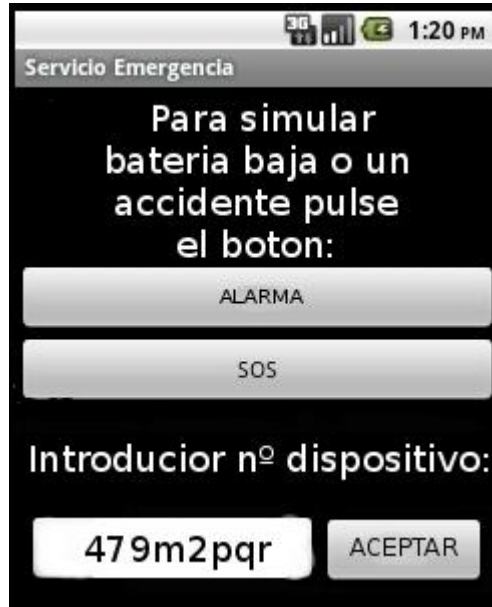 3G 1:20 PM
Servicio Emergencia
Para simular
bateria baja o un
accidente pulse
el boton:
ALARMA
SOS
Introducior nº dispositivo:
479m2pqr ACEPTAR